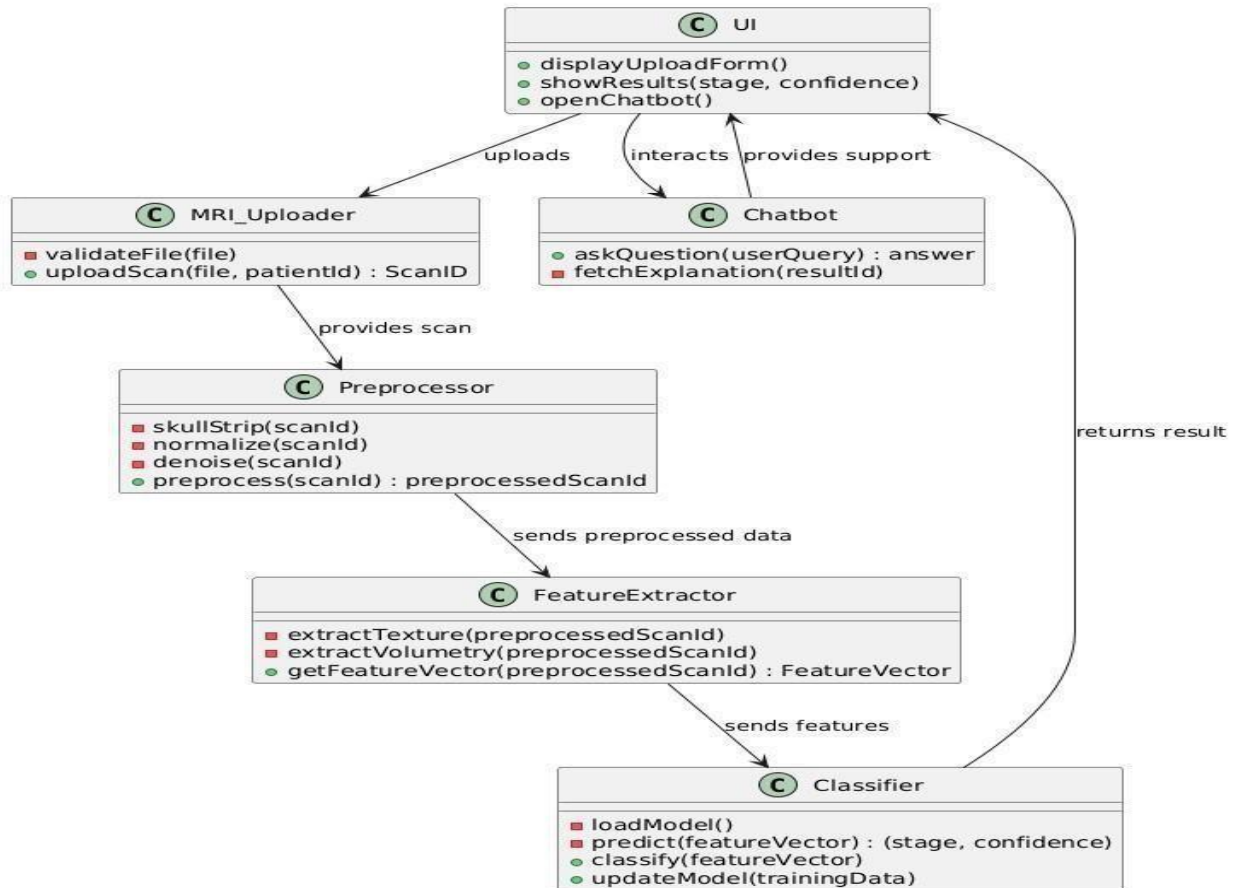 C UI
displayUploadForm()
showResults(stage, confidence)
openChatbot()
uploads
interacts
provides support
C MRI_Uploader
validateFile(file)
uploadScan(file, patientId) : ScanID
C Chatbot
askQuestion(userQuery) : answer
fetchExplanation(resultId)
provides scan
C Preprocessor
skullStrip(scanId)
normalize(scanId)
denoise(scanId)
preprocess(scanId) : preprocessedScanId
returns result
sends preprocessed data
C FeatureExtractor
extractTexture(preprocessedScanId)
extractVolumetry(preprocessedScanId)
getFeatureVector(preprocessedScanId) : FeatureVector
sends features
C Classifier
loadModel()
predict(featureVector) : (stage, confidence)
classify(featureVector)
updateModel(trainingData)